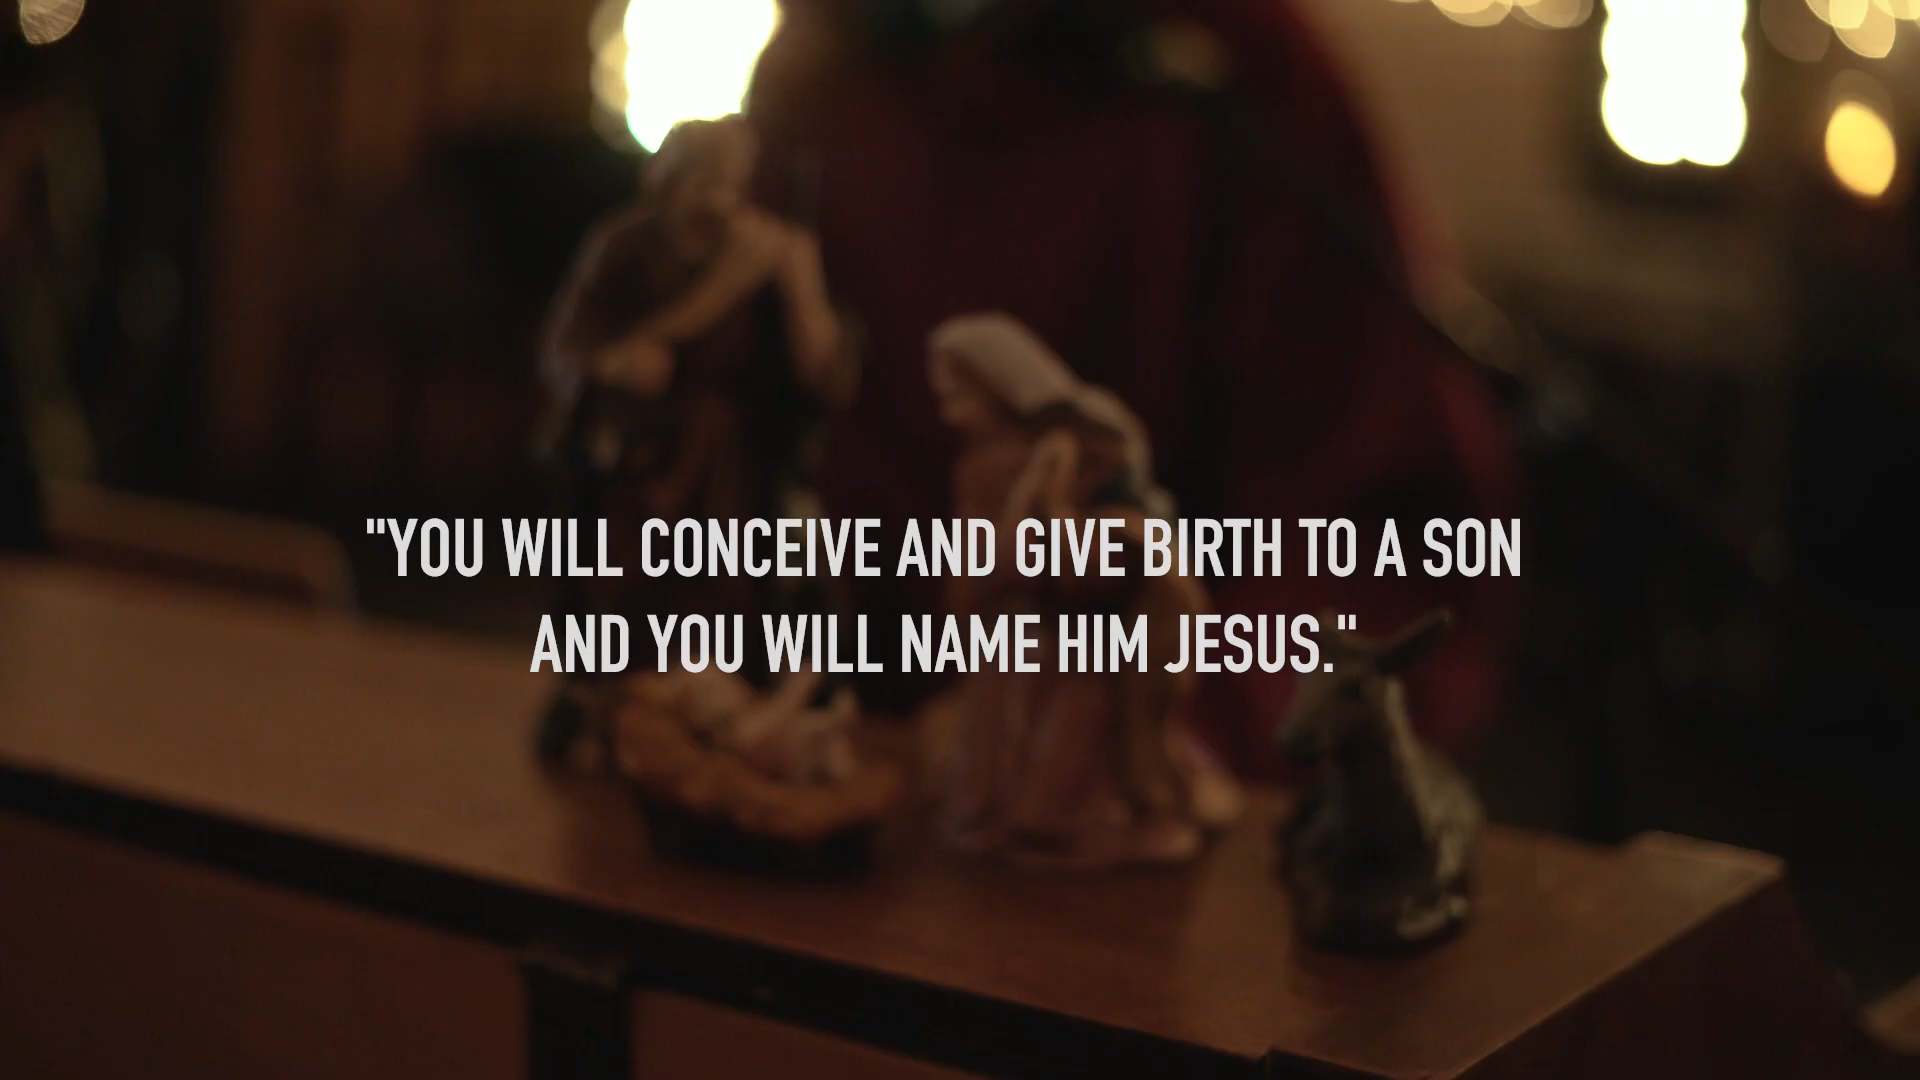 "YOU WILL CONCEIVE AND GIVE BIRTH TO A SON
AND YOU WILL NAME HIM JESUS."